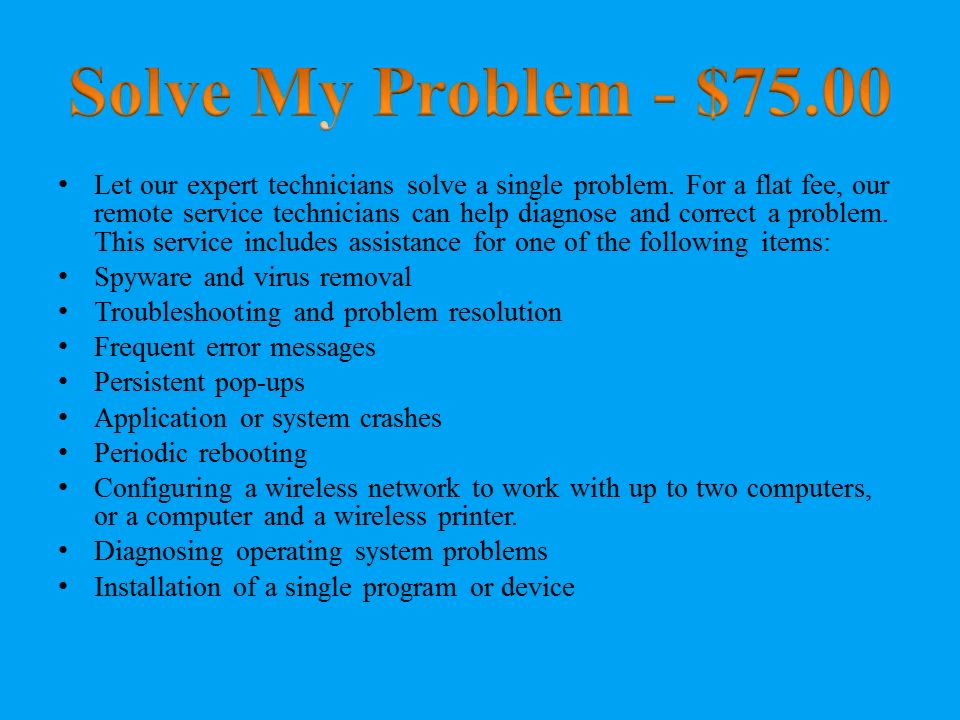 Solve My Problem - $75.00
• Let our expert technicians solve a single problem. For a flat fee, our
remote service technicians can help diagnose and correct a problem.
This service includes assistance for one of the following items:
• Spyware and virus removal
• Troubleshooting and problem resolution
• Frequent error messages
• Persistent pop-ups
• Application or system crashes
• Periodic rebooting
• Configuring a wireless network to work with up to two computers,
or a computer and a wireless printer.
• Diagnosing operating system problems
• Installation of a single program or device